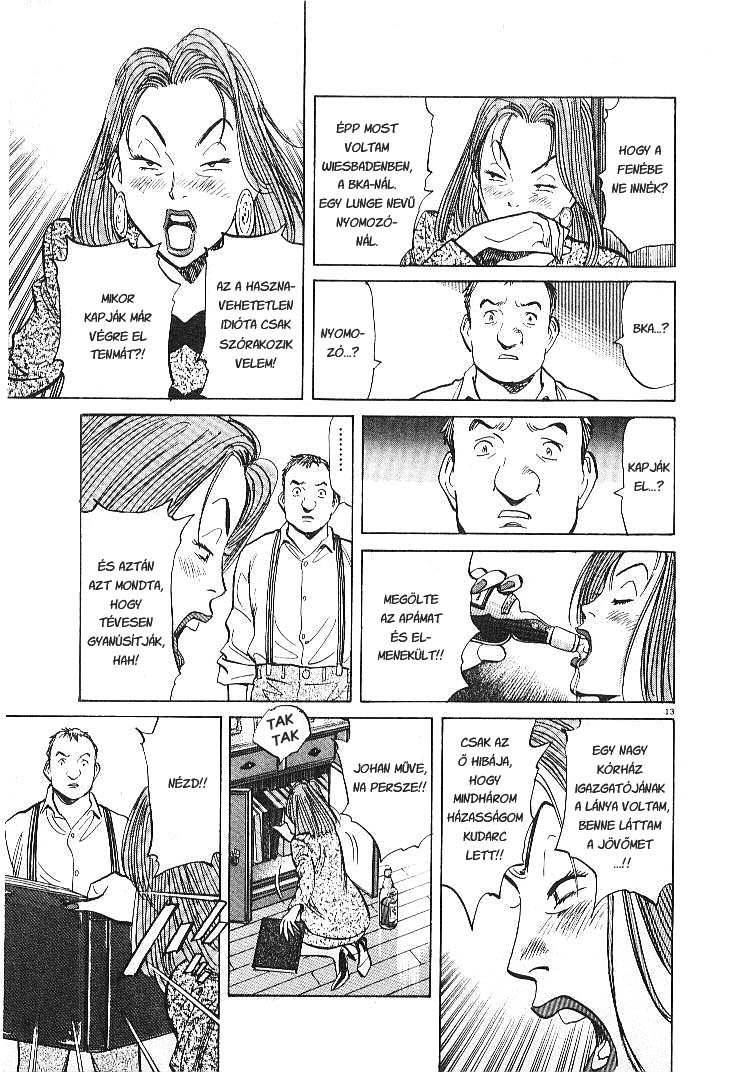 HOGY A
FENÉBE
NE INNÉK?
ÉPP MOST
VOLTAM
WIESBADENBEN,
A BKA-NÁL.
EGY LUNGE NEVŰ
NYOMOZÓ-
NÁL.
BKA...?
NYOMO-
ZÓ...?
AZ A HASZNA-
VEHETETLEN
IDIÓTA CSAK
SZÓRAKOZIK
VELEM!
MIKOR
KAPJÁK MÁR
VÉGRE EL
TENMÁT?!
KAPJÁK
EL...?
........
MEGÖLTE
AZ APÁMAT
ÉS EL-
MENEKÜLT!!
ÉS AZTÁN
AZT MONDTA,
HOGY
TÉVESEN
GYANÚSÍTJÁK,
HAH!
13
EGY NAGY
KÓRHÁZ
IGAZGATÓJÁNAK
A LÁNYA VOLTAM,
BENNE LÁTTAM
A JÖVŐMET
...!!
CSAK AZ
Ő HIBÁJA,
HOGY
MINDHÁROM
HÁZASSÁGOM
KUDARC
LETT!!
JOHAN MŰVE,
NA PERSZE!!
TAK
TAK
NÉZD!!